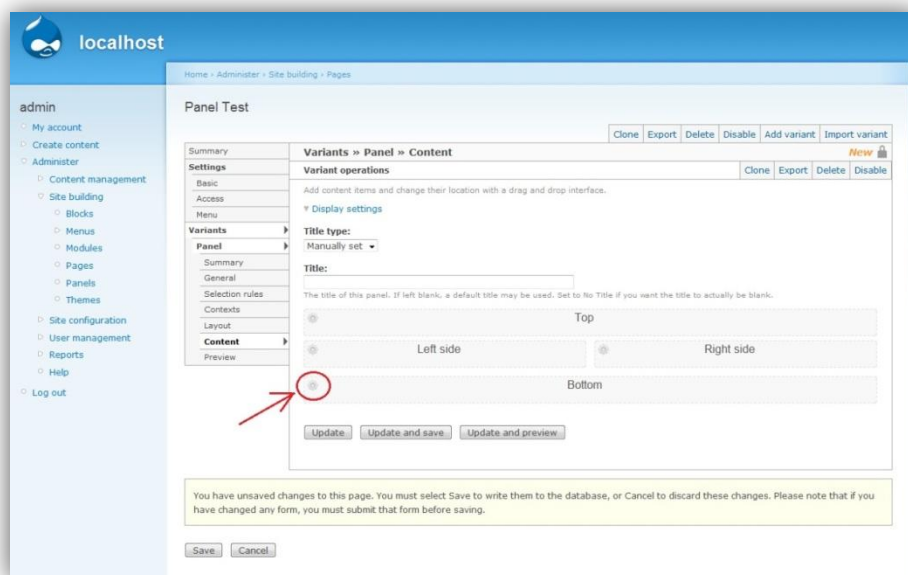 localhost
Home › Administer › Site building › Pages
admin
My account
Create content
Administer
Content management
Site building
Blocks
Menus
Modules
Pages
Panels
Themes
Site configuration
User management
Reports
Help
Log out
Panel Test
Clone Export Delete Disable Add variant Import variant
Summary
Settings
Basic
Access
Menu
Variants
Panel
Summary
General
Selection rules
Contexts
Layout
Content
Preview
Variants » Panel » Content
New
Variant operations
Clone Export Delete Disable
Add content items and change their location with a drag and drop interface.
Display settings
Title type:
Manually set
Title:
The title of this panel. If left blank, a default title may be used. Set to No Title if you want the title to actually be blank.
Top
Left side
Right side
Bottom
Update Update and save Update and preview
You have unsaved changes to this page. You must select Save to write them to the database, or Cancel to discard these changes. Please note that if you
have changed any form, you must submit that form before saving.
Save Cancel